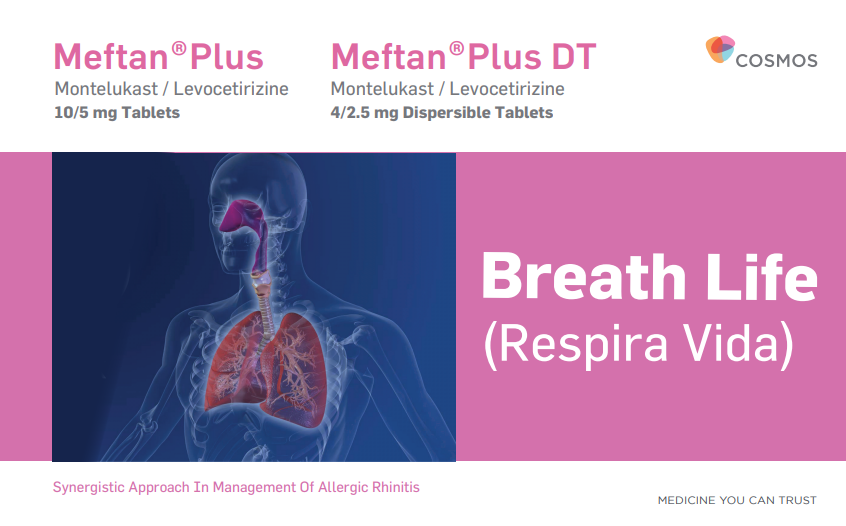 Meftan®Plus
Montelukast / Levocetirizine
10/5 mg Tablets
Meftan®Plus DT
Montelukast / Levocetirizine
4/2.5 mg Dispersible Tablets
COSMOS
Breath Life
(Respira Vida)
Synergistic Approach In Management Of Allergic Rhinitis
MEDICINE YOU CAN TRUST